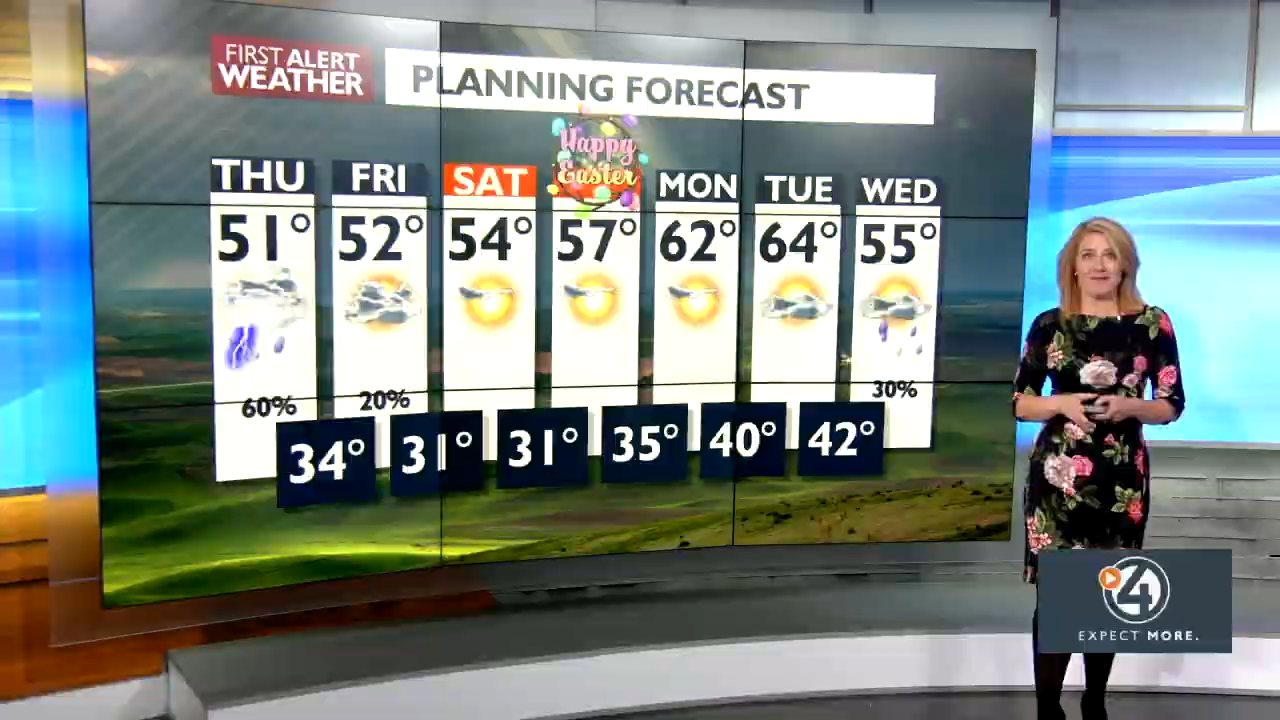 FIRST ALERT
WEATHER
PLANNING FORECAST
Happy
Easter
THU
FRI
SAT
MON
TUE
WED
51°
52°
54°
57°
62°
64°
55°
60%
20%
30%
34°
31°
31°
35°
40°
42°
4
EXPECT MORE.